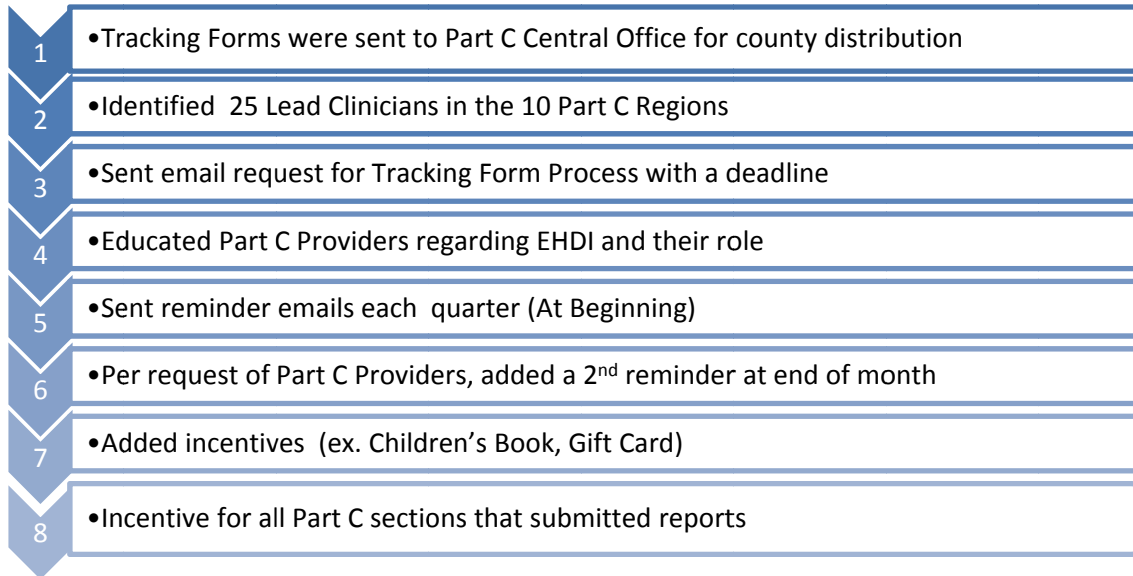 1
•Tracking Forms were sent to Part C Central Office for county distribution
2
•Identified 25 Lead Clinicians in the 10 Part C Regions
3
•Sent email request for Tracking Form Process with a deadline
4
•Educated Part C Providers regarding EHDI and their role
5
•Sent reminder emails each quarter (At Beginning)
6
•Per request of Part C Providers, added a 2nd reminder at end of month
7
•Added incentives (ex. Children’s Book, Gift Card)
8
•Incentive for all Part C sections that submitted reports